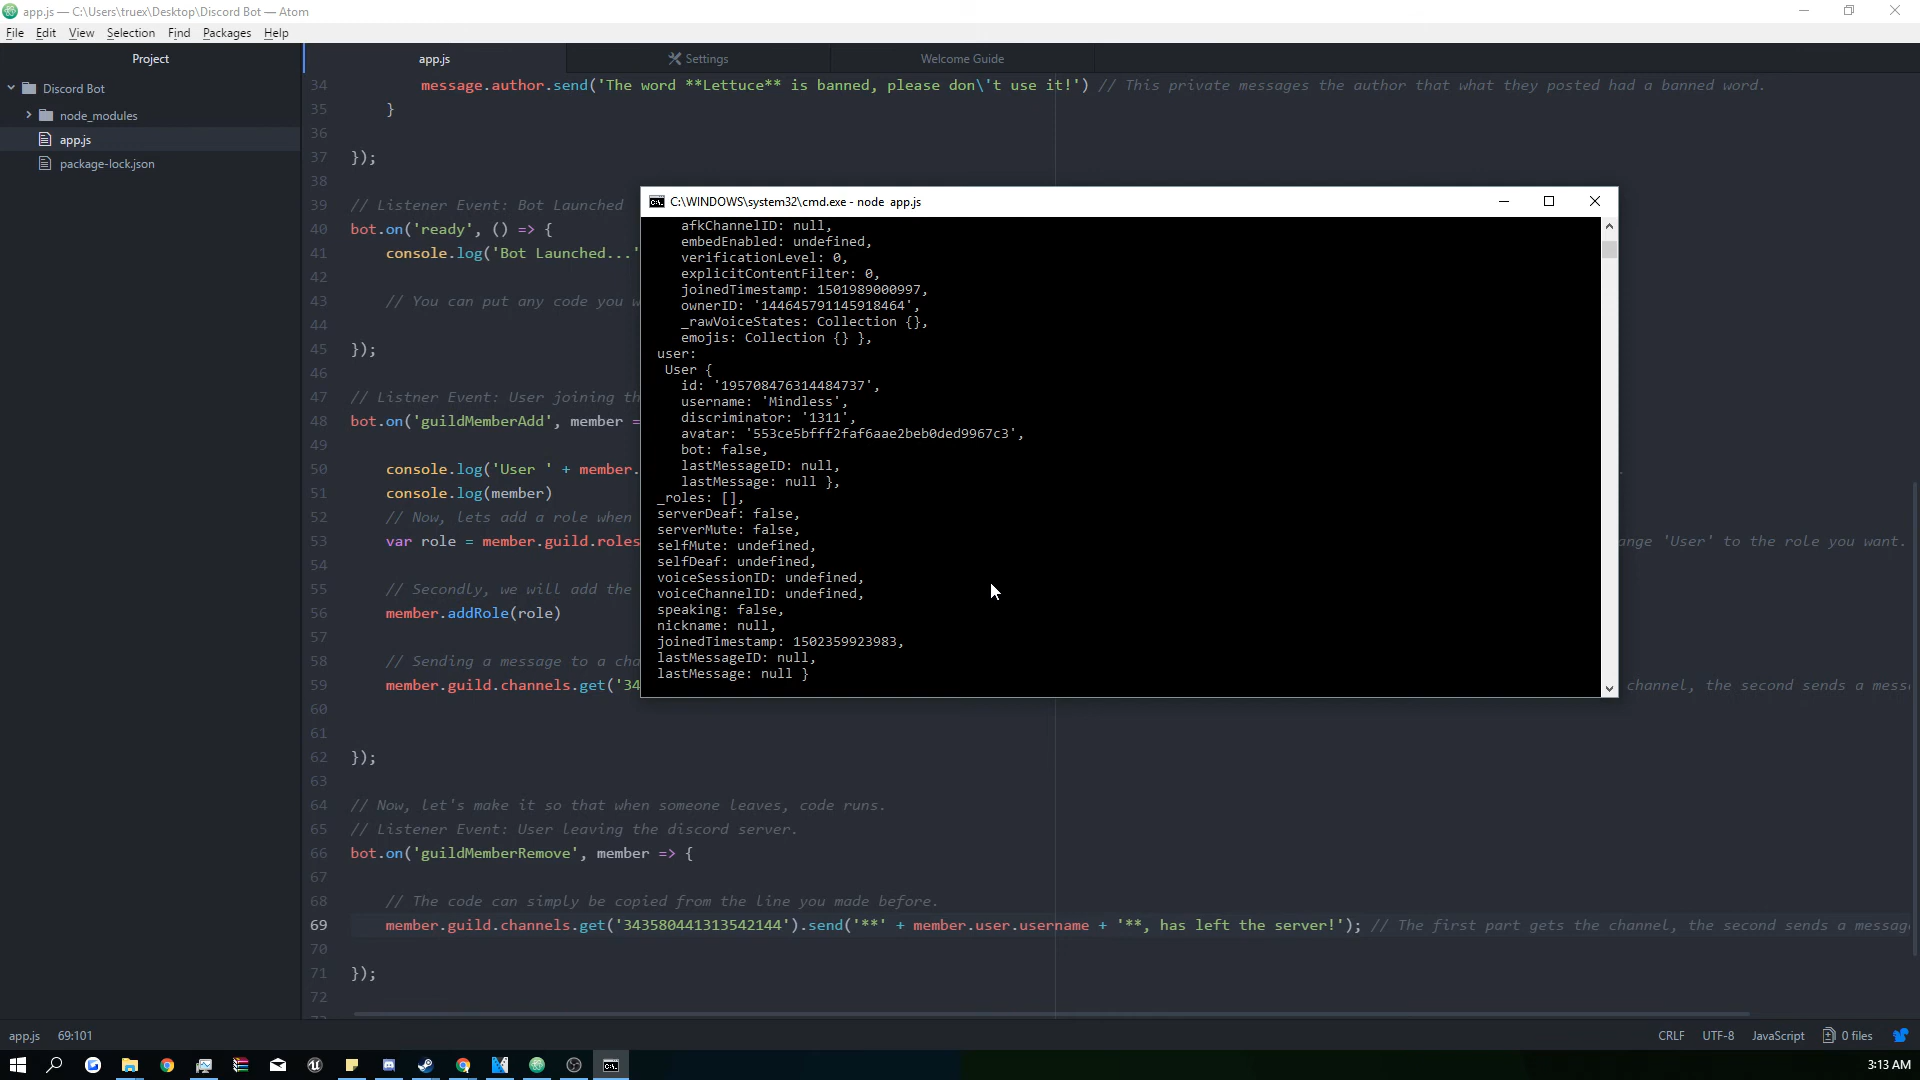 app.js — C:\Users\truex\Desktop\Discord Bot — Atom
File Edit View Selection Find Packages Help
Project
app.js
Settings
Welcome Guide
Discord Bot
node_modules
app.js
package-lock.json
34 message.author.send('The word **Lettuce** is banned, please don\'t use it!') // This private messages the author that what they posted had a banned word.
35 }
36
37 });
38
39 // Listener Event: Bot Launched
40 bot.on('ready', () => {
41 console.log('Bot Launched...'
42
43 // You can put any code you w
44
45 });
46
47 // Listner Event: User joining th
48 bot.on('guildMemberAdd', member =
49
50 console.log('User ' + member.
51 console.log(member)
52 // Now, lets add a role when
53 var role = member.guild.roles
ange 'User' to the role you want.
54
55 // Secondly, we will add the
56 member.addRole(role)
57
58 // Sending a message to a cha
59 member.guild.channels.get('34
channel, the second sends a mess
60
61
62 });
63
64 // Now, let's make it so that when someone leaves, code runs.
65 // Listener Event: User leaving the discord server.
66 bot.on('guildMemberRemove', member => {
67
68 // The code can simply be copied from the line you made before.
69 member.guild.channels.get('343580441313542144').send('**' + member.user.username + '**, has left the server!'); // The first part gets the channel, the second sends a messag
70
71 });
72
C:\WINDOWS\system32\cmd.exe - node app.js
afkChannelID: null,
embedEnabled: undefined,
verificationLevel: 0,
explicitContentFilter: 0,
joinedTimestamp: 1501989000997,
ownerID: '144645791145918464',
_rawVoiceStates: Collection {},
emojis: Collection {} },
user:
User {
id: '195708476314484737',
username: 'Mindless',
discriminator: '1311',
avatar: '553ce5bfff2faf6aae2beb0ded9967c3',
bot: false,
lastMessageID: null,
lastMessage: null },
_roles: [],
serverDeaf: false,
serverMute: false,
selfMute: undefined,
selfDeaf: undefined,
voiceSessionID: undefined,
voiceChannelID: undefined,
speaking: false,
nickname: null,
joinedTimestamp: 1502359923983,
lastMessageID: null,
lastMessage: null }
app.js 69:101
CRLF UTF-8 JavaScript 0 files
3:13 AM